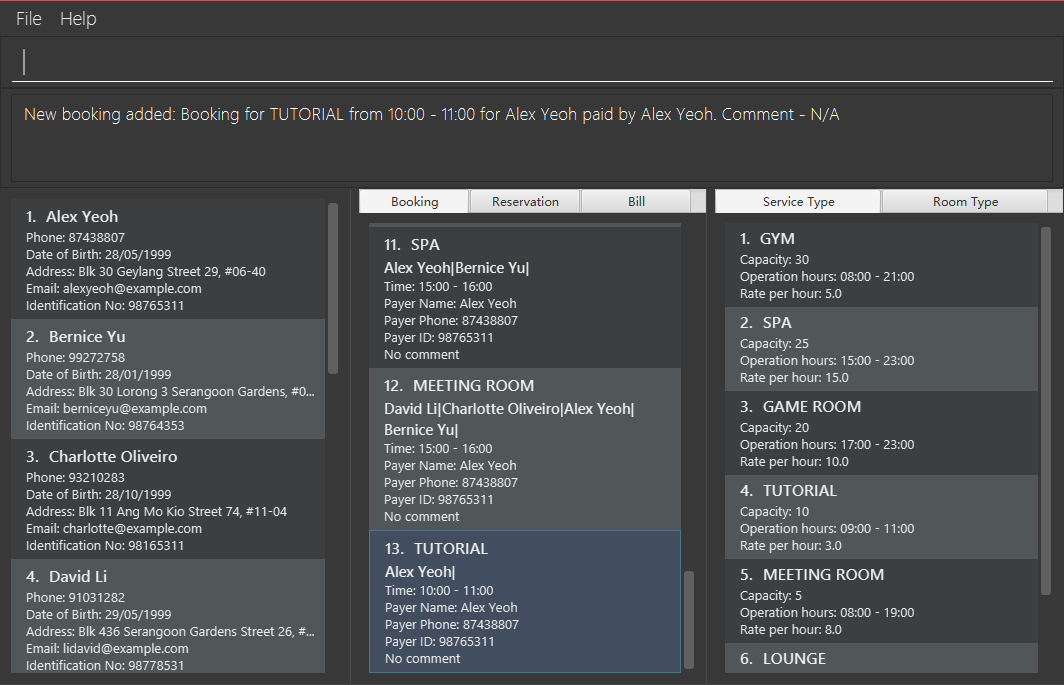 File Help
New booking added: Booking for TUTORIAL from 10:00 - 11:00 for Alex Yeoh paid by Alex Yeoh. Comment - N/A
1. Alex Yeoh
Phone: 87438807
Date of Birth: 28/05/1999
Address: Blk 30 Geylang Street 29, #06-40
Email: alexyeoh@example.com
Identification No: 98765311
2. Bernice Yu
Phone: 99272758
Date of Birth: 28/01/1999
Address: Blk 30 Lorong 3 Serangoon Gardens, #0...
Email: berniceyu@example.com
Identification No: 98764353
3. Charlotte Oliveiro
Phone: 93210283
Date of Birth: 28/10/1999
Address: Blk 11 Ang Mo Kio Street 74, #11-04
Email: charlotte@example.com
Identification No: 98165311
4. David Li
Phone: 91031282
Date of Birth: 29/05/1999
Address: Blk 436 Serangoon Gardens Street 26, #...
Email: lidavid@example.com
Identification No: 98778531
Booking Reservation Bill
11. SPA
Alex Yeoh|Bernice Yu|
Time: 15:00 - 16:00
Payer Name: Alex Yeoh
Payer Phone: 87438807
Payer ID: 98765311
No comment
12. MEETING ROOM
David Li|Charlotte Oliveiro|Alex Yeoh|
Bernice Yu|
Time: 15:00 - 16:00
Payer Name: Alex Yeoh
Payer Phone: 87438807
Payer ID: 98765311
No comment
13. TUTORIAL
Alex Yeoh|
Time: 10:00 - 11:00
Payer Name: Alex Yeoh
Payer Phone: 87438807
Payer ID: 98765311
No comment
Service Type Room Type
1. GYM
Capacity: 30
Operation hours: 08:00 - 21:00
Rate per hour: 5.0
2. SPA
Capacity: 25
Operation hours: 15:00 - 23:00
Rate per hour: 15.0
3. GAME ROOM
Capacity: 20
Operation hours: 17:00 - 23:00
Rate per hour: 10.0
4. TUTORIAL
Capacity: 10
Operation hours: 09:00 - 11:00
Rate per hour: 3.0
5. MEETING ROOM
Capacity: 5
Operation hours: 08:00 - 19:00
Rate per hour: 8.0
6. LOUNGE